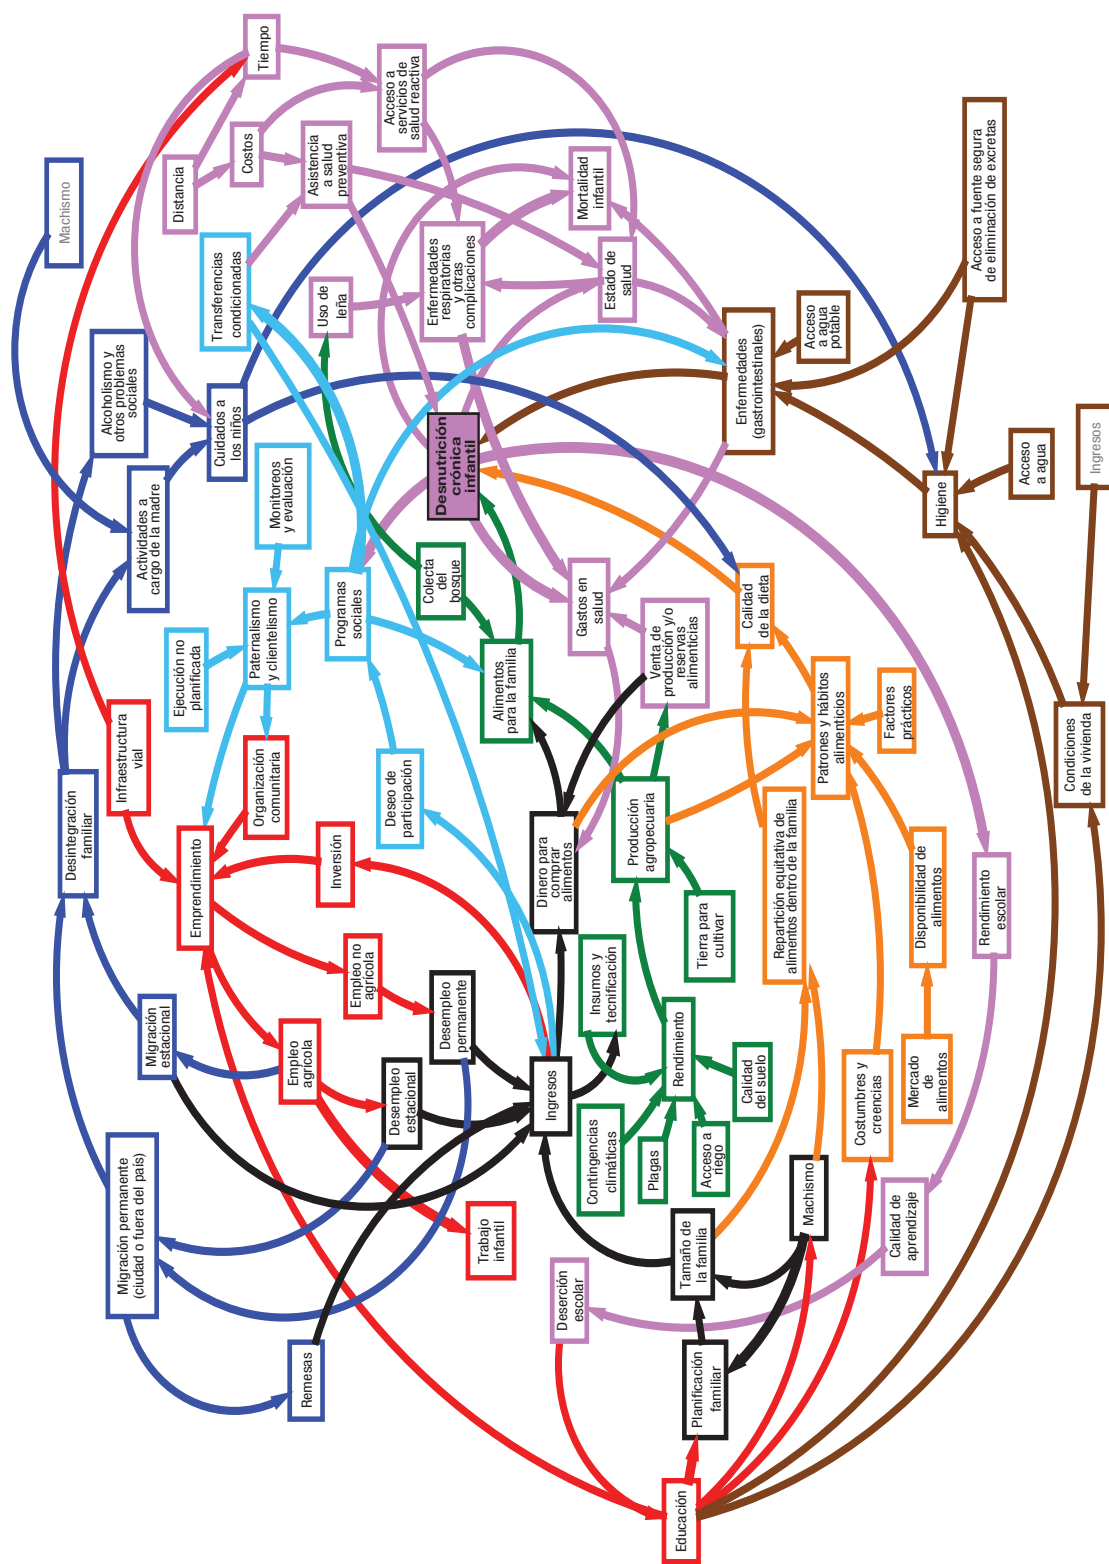 Machismo
Desintegración
familiar
Infraestructura
vial
Alcoholismo y
otros problemas
sociales
Migración permanente
(ciudad o fuera del país)
Migración
estacional
Actividades a
cargo de la madre
Distancia
Emprendimiento
Ejecución no
planificada
Cuidados a
los niños
Transferencias
condicionadas
Costos
Tiempo
Remesas
Empleo
agrícola
Organización
comunitaria
Paternalismo
y clientelismo
Monitoreos
y evaluación
Uso de
leña
Asistencia
a salud
preventiva
Inversión
Empleo no
agrícola
Programas
sociales
Desempleo
estacional
Deseo de
participación
Acceso a
servicios de
salud reactiva
Trabajo
infantil
Desempleo
permanente
Colecta
del
bosque
Desnutrición
crónica
infantil
Enfermedades
respiratorias
y otras
complicaciones
Alimentos
para la familia
Ingresos
Dinero para
comprar
alimentos
Deserción
escolar
Contingencias
climáticas
Insumos y
tecnificación
Gastos en
salud
Mortalidad
infantil
Estado de
salud
Plagas
Rendimiento
Producción
agropecuaria
Venta de
producción y/o
reservas
alimenticias
Educación
Planificación
familiar
Tamaño de
la familia
Acceso a
riego
Calidad
del suelo
Tierra para
cultivar
Calidad
de la dieta
Enfermedades
(gastrointestinales)
Machismo
Repartición equitativa de
alimentos dentro de la familia
Patrones y hábitos
alimenticios
Acceso
a agua
potable
Costumbres y
creencias
Factores
prácticos
Calidad de
aprendizaje
Mercado
de
alimentos
Disponibilidad de
alimentos
Higiene
Rendimiento
escolar
Acceso a fuente segura
de eliminación de excretas
Acceso
a agua
Condiciones
de la vivienda
Ingresos